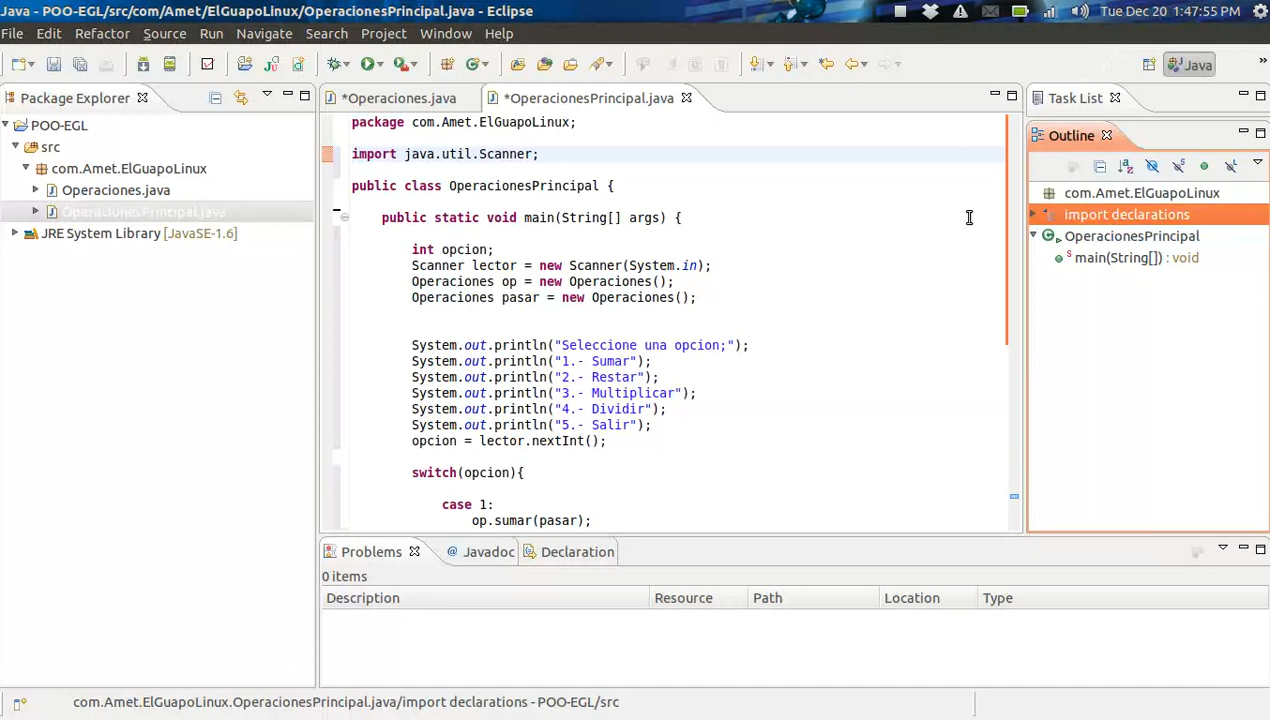 Java - POO-EGL/src/com/Amet/ElGuapoLinux/OperacionesPrincipal.java - Eclipse
Tue Dec 20 1:47:55 PM
File Edit Refactor Source Run Navigate Search Project Window Help
Java
Package Explorer
POO-EGL
src
com.Amet.ElGuapoLinux
Operaciones.java
OperacionesPrincipal.java
JRE System Library [JavaSE-1.6]
*Operaciones.java
*OperacionesPrincipal.java
package com.Amet.ElGuapoLinux;
import java.util.Scanner;
public class OperacionesPrincipal {
public static void main(String[] args) {
int opcion;
Scanner lector = new Scanner(System.in);
Operaciones op = new Operaciones();
Operaciones pasar = new Operaciones();
System.out.println("Seleccione una opcion;");
System.out.println("1.- Sumar");
System.out.println("2.- Restar");
System.out.println("3.- Multiplicar");
System.out.println("4.- Dividir");
System.out.println("5.- Salir");
opcion = lector.nextInt();
switch(opcion){
case 1:
op.sumar(pasar);
Task List
Outline
com.Amet.ElGuapoLinux
import declarations
OperacionesPrincipal
main(String[]) : void
Problems
@ Javadoc
Declaration
0 items
Description Resource Path Location Type
com.Amet.ElGuapoLinux.OperacionesPrincipal.java/import declarations - POO-EGL/src